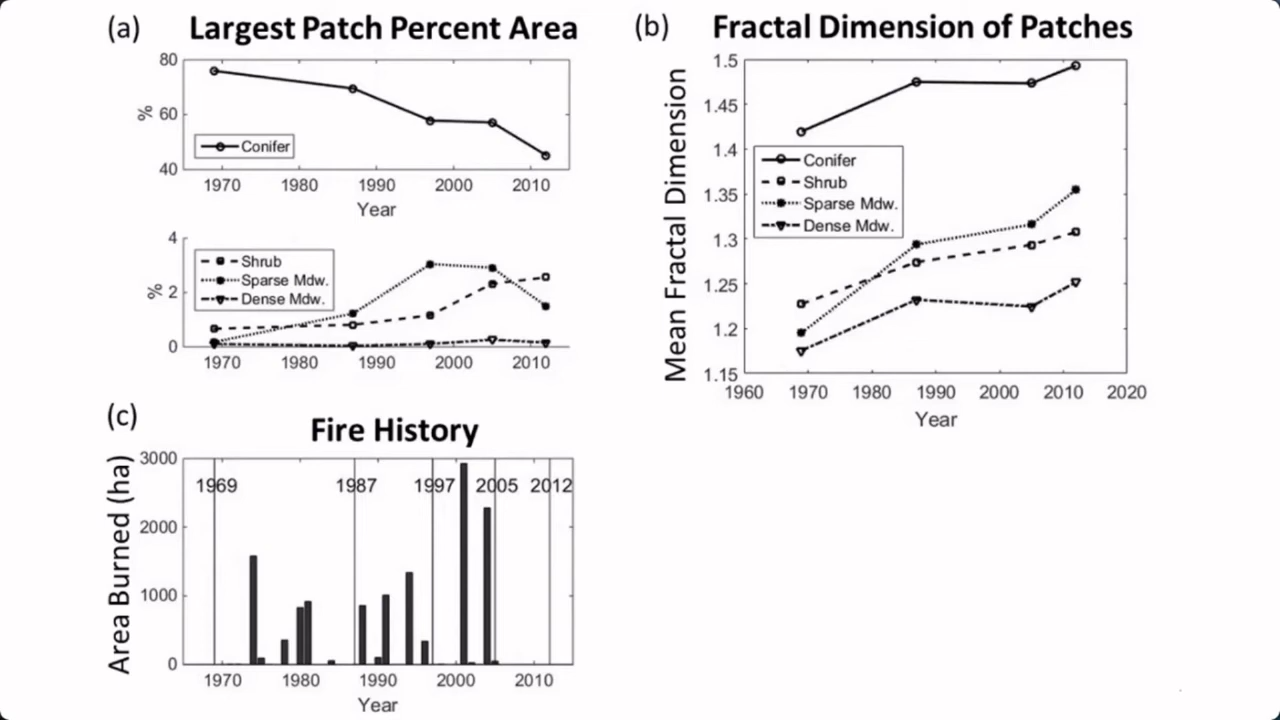 (a) Largest Patch Percent Area
80
60
40
%
Conifer
1970 1980 1990 2000 2010
Year
4
2
0
%
Shrub
Sparse Mdw.
Dense Mdw.
1970 1980 1990 2000 2010
Year
(b) Fractal Dimension of Patches
Mean Fractal Dimension
1.5
1.45
1.4
1.35
1.3
1.25
1.2
1.15
Conifer
Shrub
Sparse Mdw.
Dense Mdw.
1960 1970 1980 1990 2000 2010 2020
Year
(c)
Fire History
Area Burned (ha)
3000
2000
1000
0
1969 1987 1997 2005 2012
1970 1980 1990 2000 2010
Year